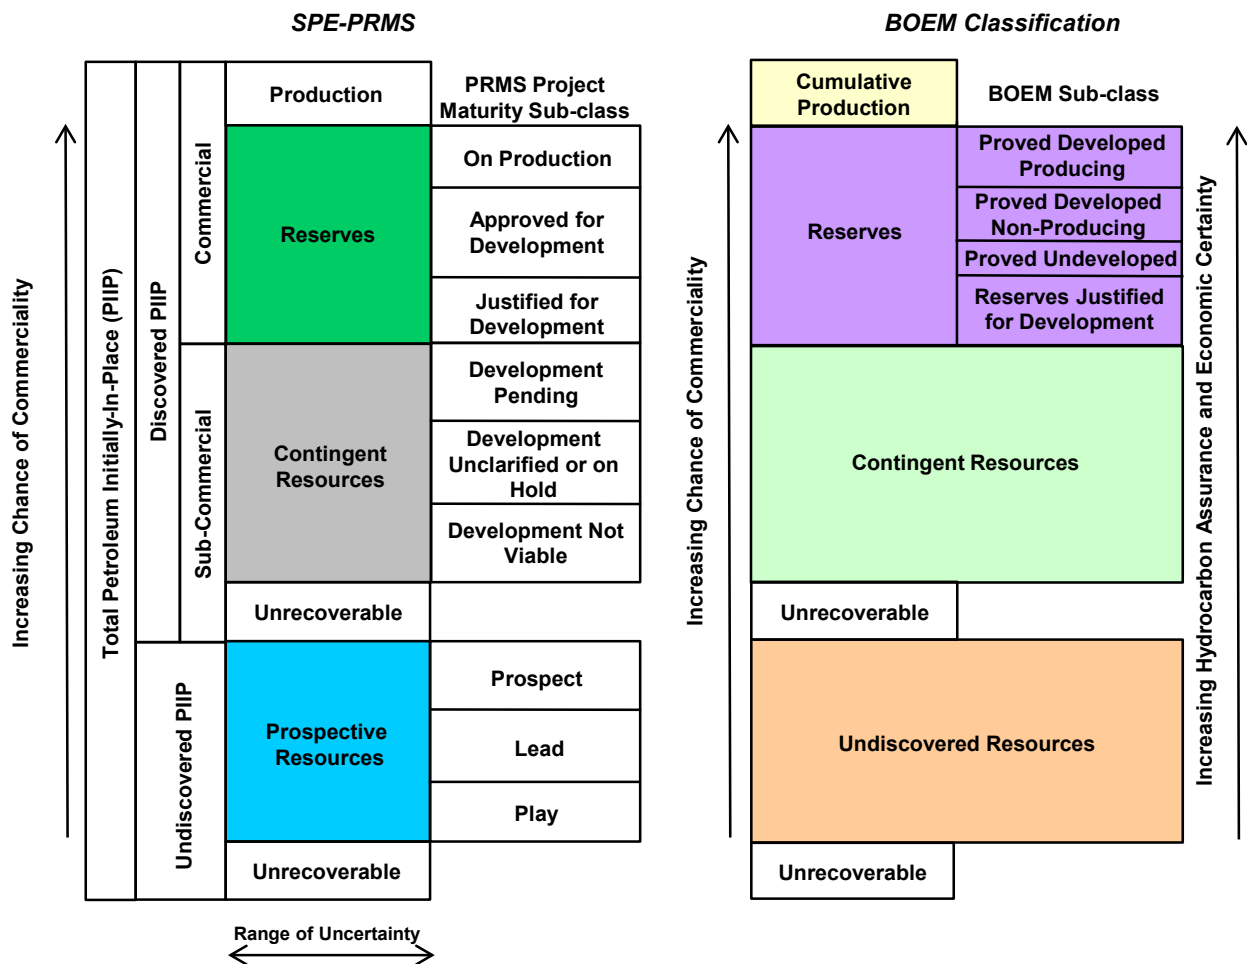 SPE-PRMS
Increasing Chance of Commerciality
Total Petroleum Initially-In-Place (PIIP)
Discovered PIIP
Undiscovered PIIP
Commercial
Sub-Commercial
Production
PRMS Project
Maturity Sub-class
Reserves
On Production
Approved for
Development
Justified for
Development
Contingent
Resources
Development
Pending
Development
Unclarified or on
Hold
Development Not
Viable
Unrecoverable
Prospective
Resources
Prospect
Lead
Play
Unrecoverable
Range of Uncertainty
BOEM Classification
Increasing Chance of Commerciality
Cumulative
Production
BOEM Sub-class
Reserves
Proved Developed
Producing
Proved Developed
Non-Producing
Proved Undeveloped
Reserves Justified
for Development
Contingent Resources
Unrecoverable
Undiscovered Resources
Unrecoverable
Increasing Hydrocarbon Assurance and Economic Certainty